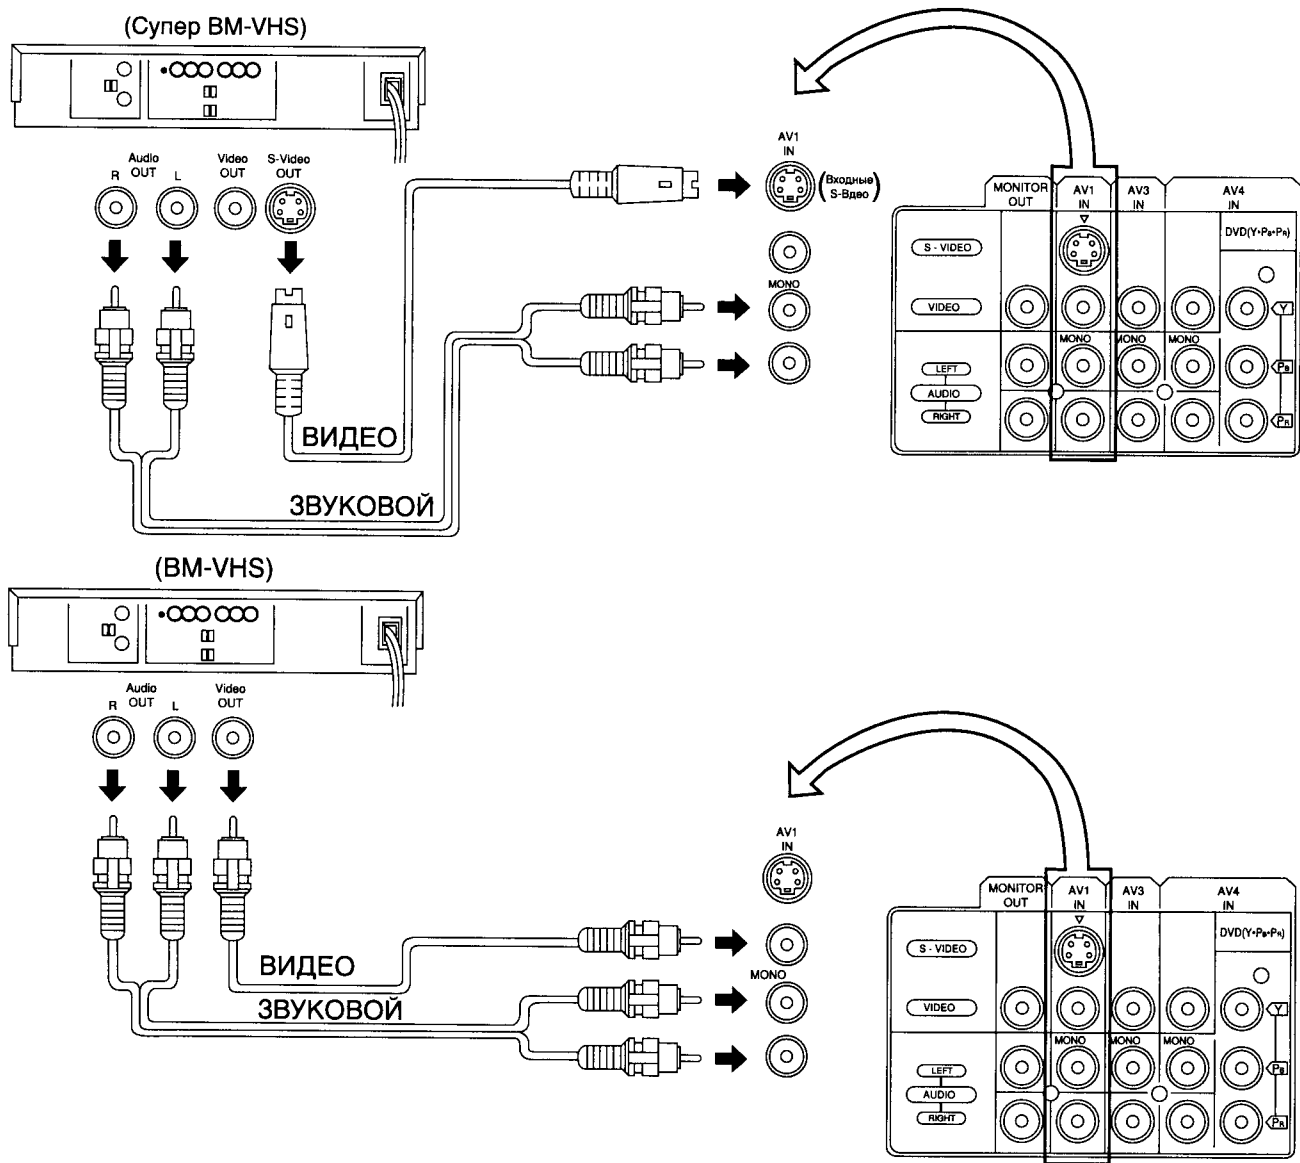 (Супер ВМ-VHS)
Audio
R OUT L
Video
OUT
S-Video
OUT
AV1
IN
(Входные
S-Вдео)
MONO
ВИДЕО
ЗВУКОВОЙ
MONITOR
OUT
AV1
IN
AV3
IN
AV4
IN
DVD(Y•PB•PR)
S - VIDEO
VIDEO
Y
MONO MONO MONO
LEFT
PB
AUDIO
RIGHT
PR
(ВМ-VHS)
Audio
R OUT L
Video
OUT
AV1
IN
MONO
ВИДЕО
ЗВУКОВОЙ
MONITOR
OUT
AV1
IN
AV3
IN
AV4
IN
DVD(Y•PB•PR)
S - VIDEO
VIDEO
Y
MONO MONO MONO
LEFT
PB
AUDIO
RIGHT
PR